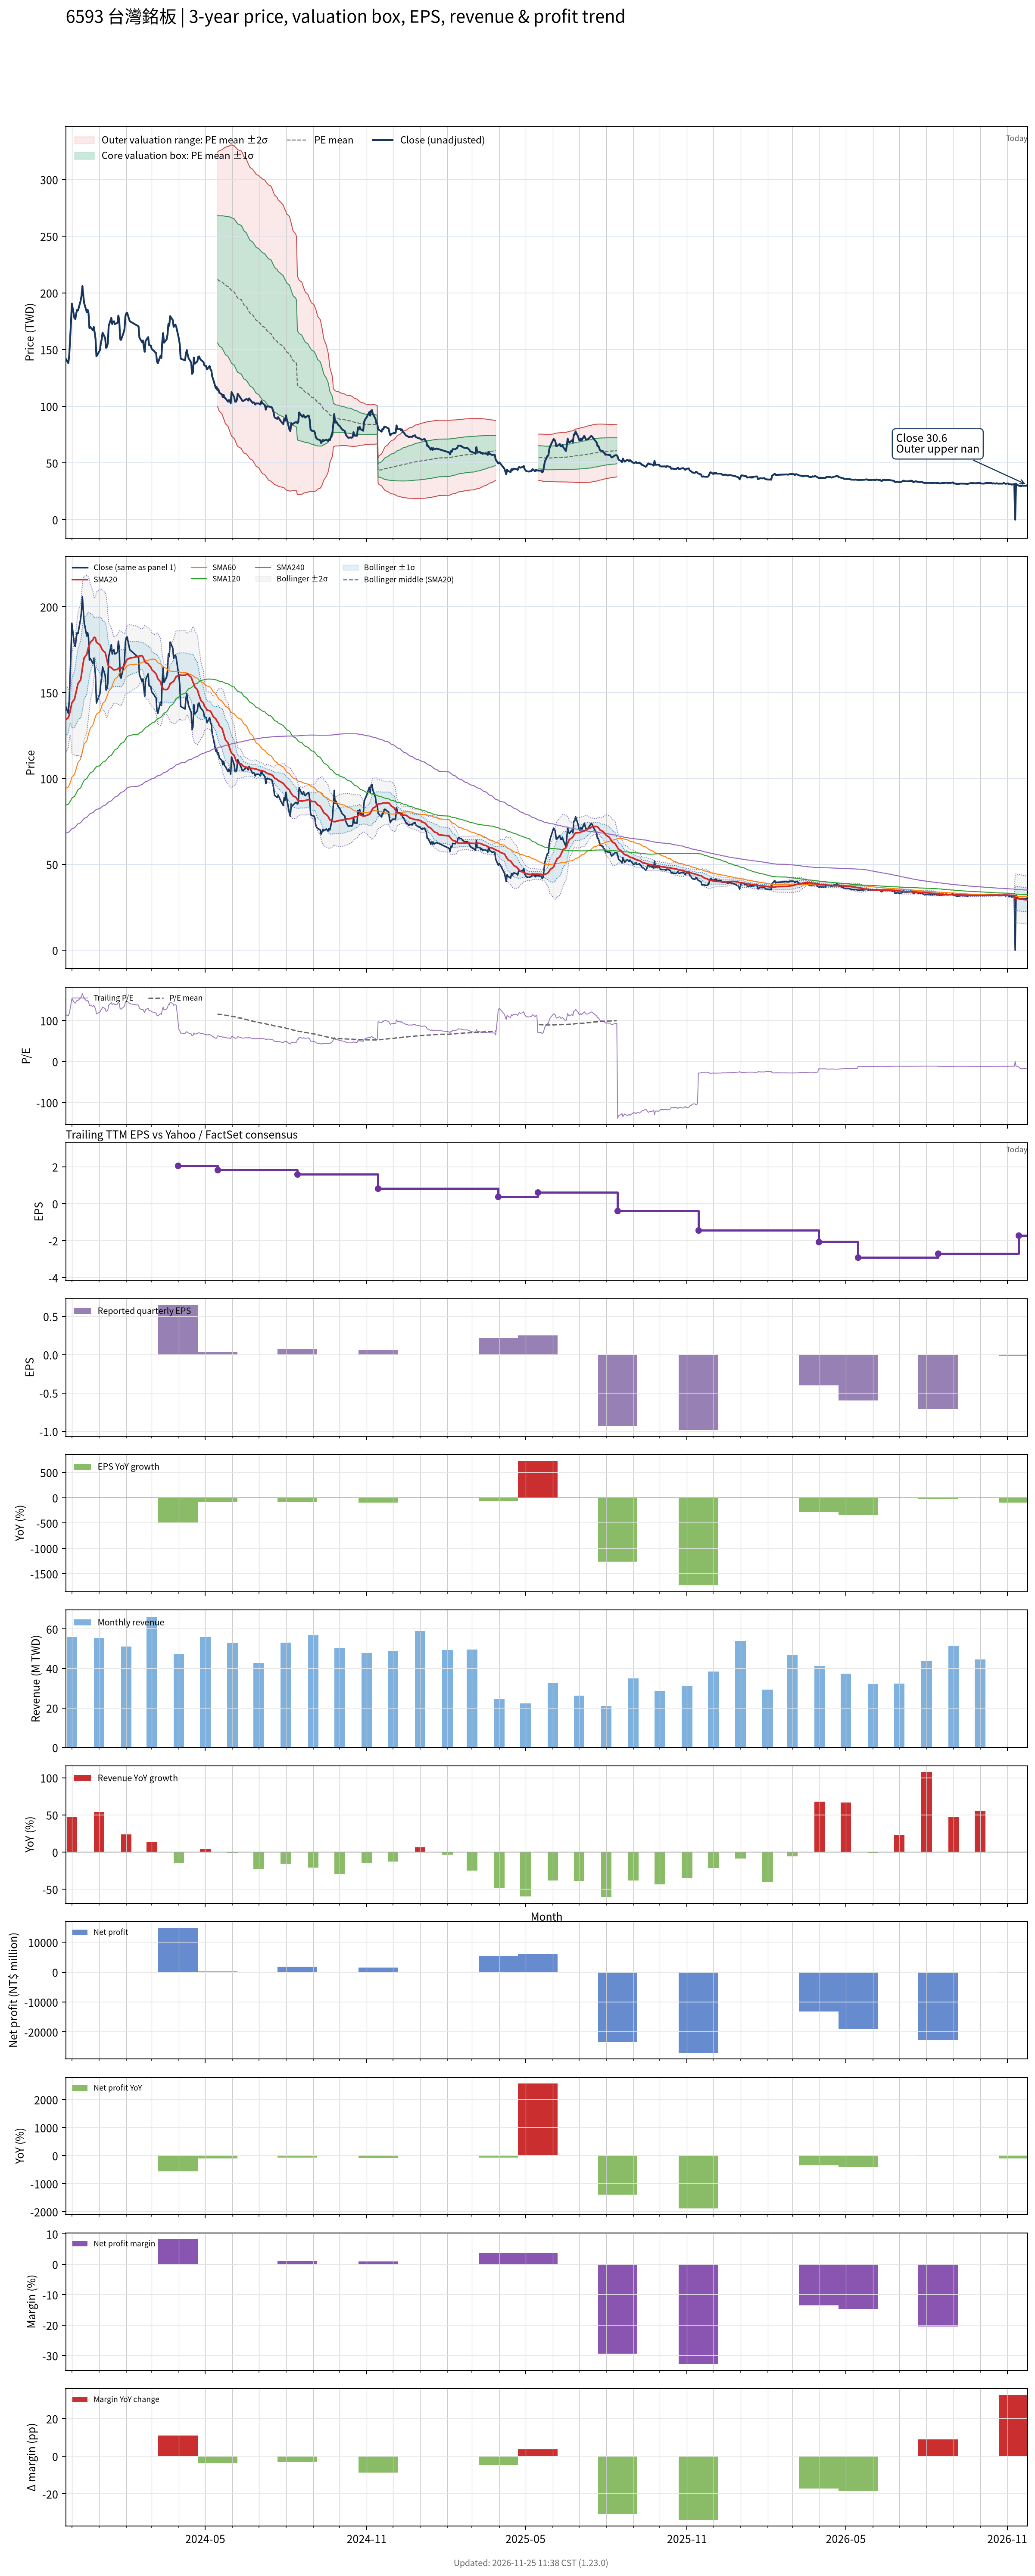 6593 台灣銘板 | 3-year price, valuation box, EPS, revenue & profit trend
Outer valuation range: PE mean ±2σ
PE mean
Close (unadjusted)
Core valuation box: PE mean ±1σ
Today
300
250
200
150
100
50
0
Price (TWD)
Close 30.6
Outer upper nan
Close (same as panel 1)
SMA20
SMA60
SMA120
SMA240
Bollinger ±2σ
Bollinger ±1σ
Bollinger middle (SMA20)
200
150
100
50
0
Price
Trailing P/E
P/E mean
100
0
-100
P/E
Trailing TTM EPS vs Yahoo / FactSet consensus
Today
2
0
-2
-4
EPS
Reported quarterly EPS
0.5
0.0
-0.5
-1.0
EPS
EPS YoY growth
500
0
-500
-1000
-1500
YoY (%)
Monthly revenue
60
40
20
0
Revenue (M TWD)
Revenue YoY growth
100
50
0
-50
YoY (%)
Month
Net profit
10000
0
-10000
-20000
Net profit (NT$ million)
Net profit YoY
2000
1000
0
-1000
-2000
YoY (%)
Net profit margin
10
0
-10
-20
-30
Margin (%)
Margin YoY change
20
0
-20
Δ margin (pp)
2024-05
2024-11
2025-05
2025-11
2026-05
2026-11
Updated: 2026-11-25 11:38 CST (1.23.0)